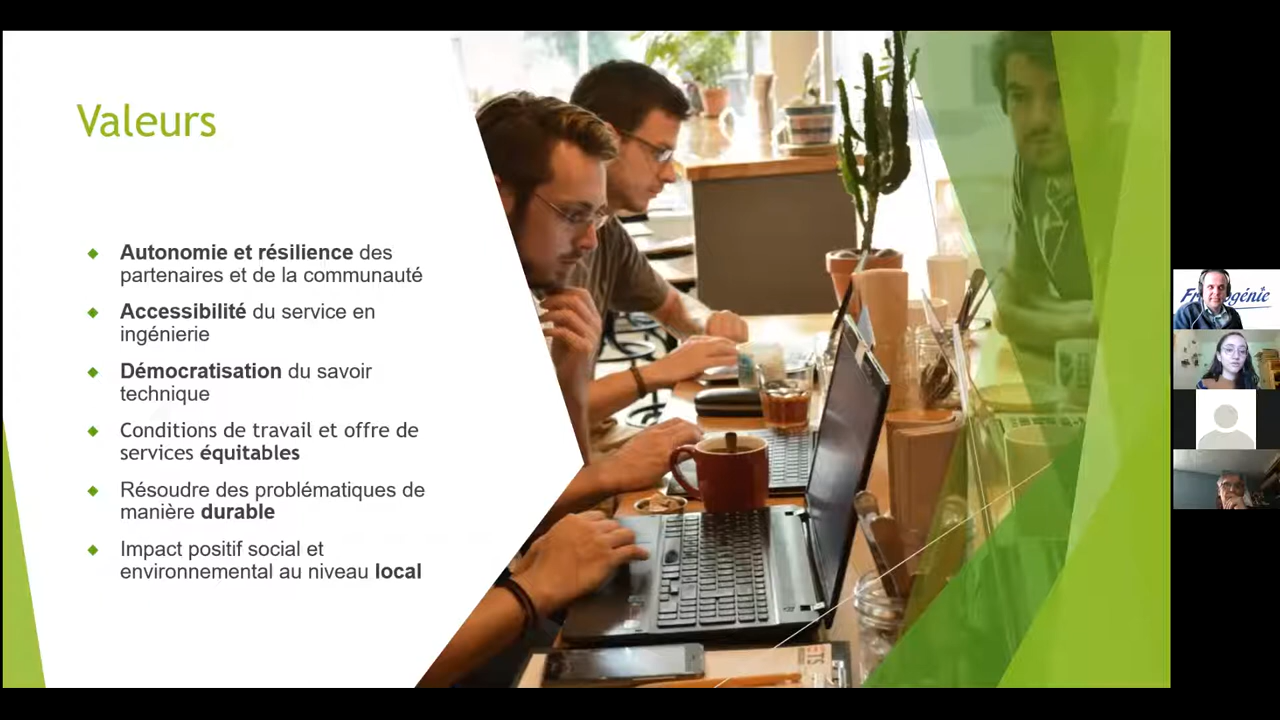 Valeurs
Autonomie et résilience des
partenaires et de la communauté
Accessibilité du service en
ingénierie
Démocratisation du savoir
technique
Conditions de travail et offre de
services équitables
Résoudre des problématiques de
manière durable
Impact positif social et
environnemental au niveau local